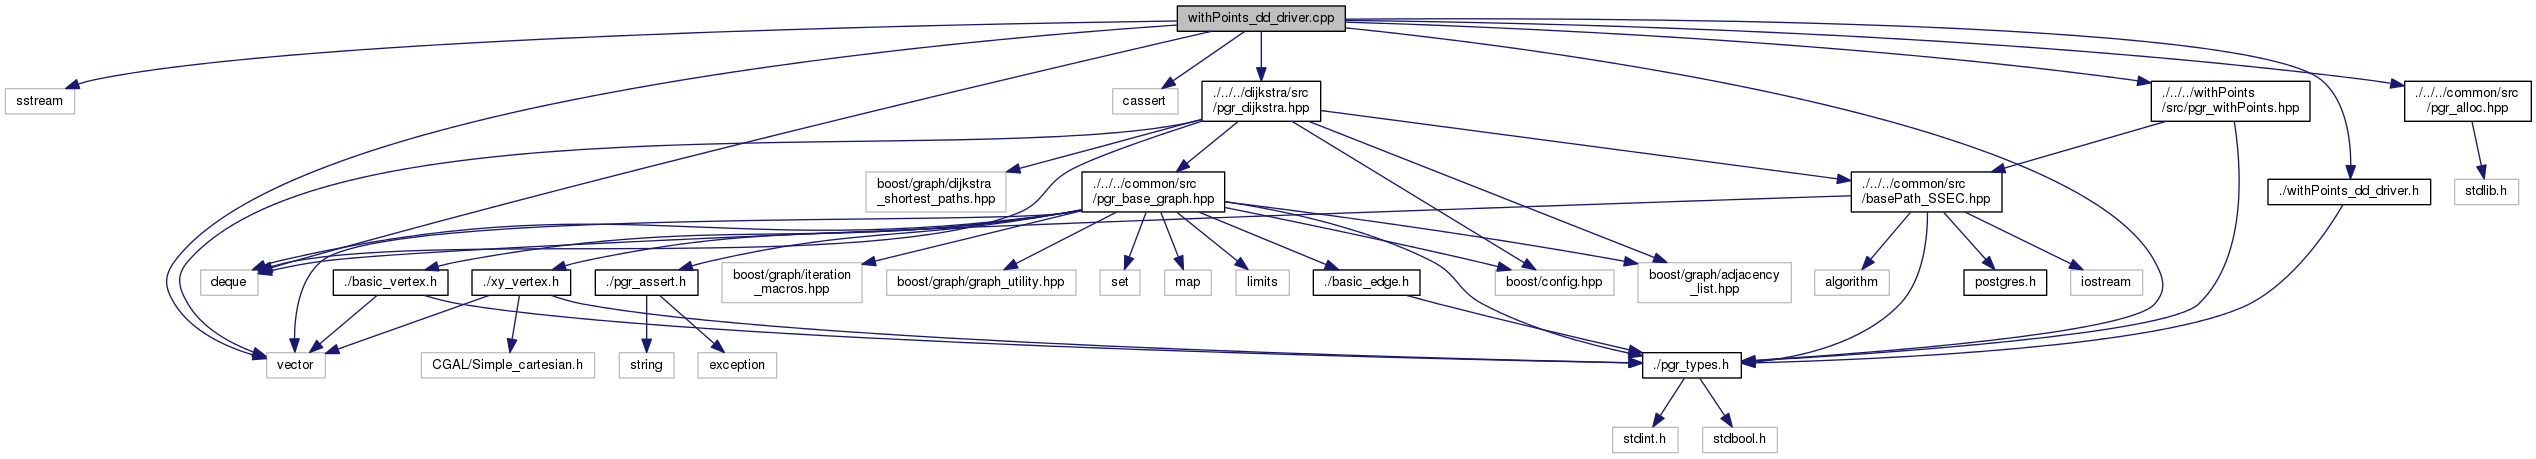 withPoints_dd_driver.cpp
sstream
cassert
./../../dijkstra/src
/pgr_dijkstra.hpp
./../../withPoints
/src/pgr_withPoints.hpp
./../../common/src
/pgr_alloc.hpp
boost/graph/dijkstra
_shortest_paths.hpp
./../../common/src
/pgr_base_graph.hpp
./../../common/src
/basePath_SSEC.hpp
./withPoints_dd_driver.h
stdlib.h
deque
./basic_vertex.h
./xy_vertex.h
./pgr_assert.h
boost/graph/iteration
_macros.hpp
boost/graph/graph_utility.hpp
set
map
limits
./basic_edge.h
boost/config.hpp
boost/graph/adjacency
_list.hpp
algorithm
postgres.h
iostream
vector
CGAL/Simple_cartesian.h
string
exception
./pgr_types.h
stdint.h
stdbool.h